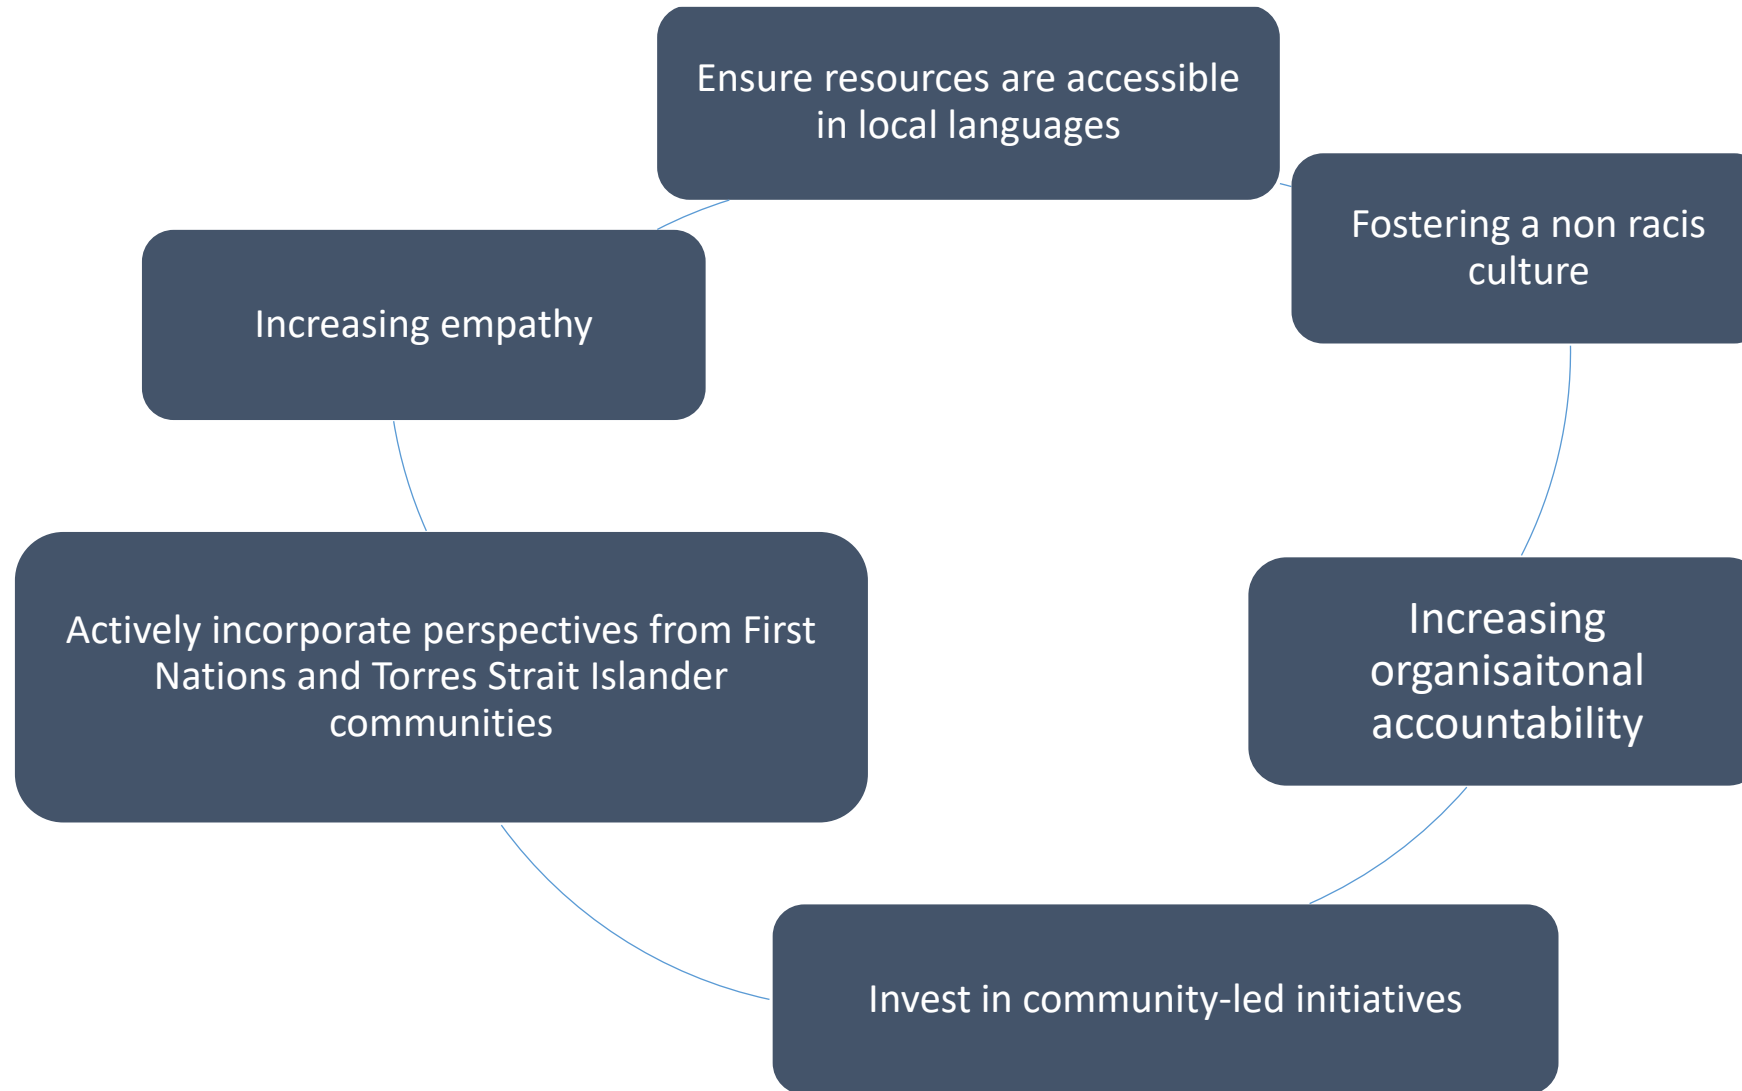 Ensure resources are accessible
in local languages
Fostering a non racis
culture
Increasing
organisaitonal
accountability
Invest in community-led initiatives
Actively incorporate perspectives from First
Nations and Torres Strait Islander
communities
Increasing empathy